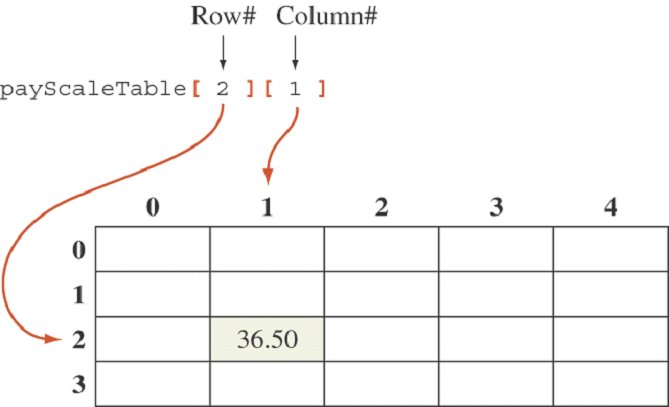 Row# Column#
payScaleTable[ 2 ][ 1 ]
0 1 2 3 4
0
1
2 36.50
3